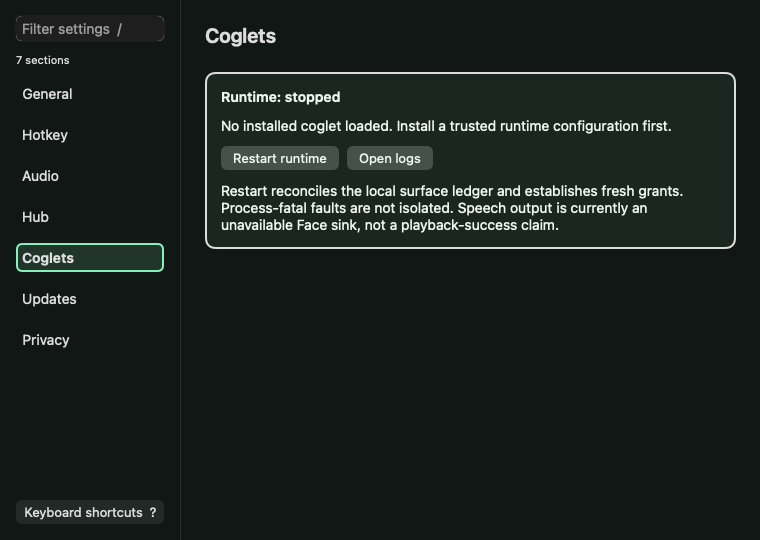 Filter settings /
7 sections
General
Hotkey
Audio
Hub
Coglets
Updates
Privacy
Keyboard shortcuts ?
Coglets
Runtime: stopped
No installed coglet loaded. Install a trusted runtime configuration first.
Restart runtime Open logs
Restart reconciles the local surface ledger and establishes fresh grants.
Process-fatal faults are not isolated. Speech output is currently an
unavailable Face sink, not a playback-success claim.